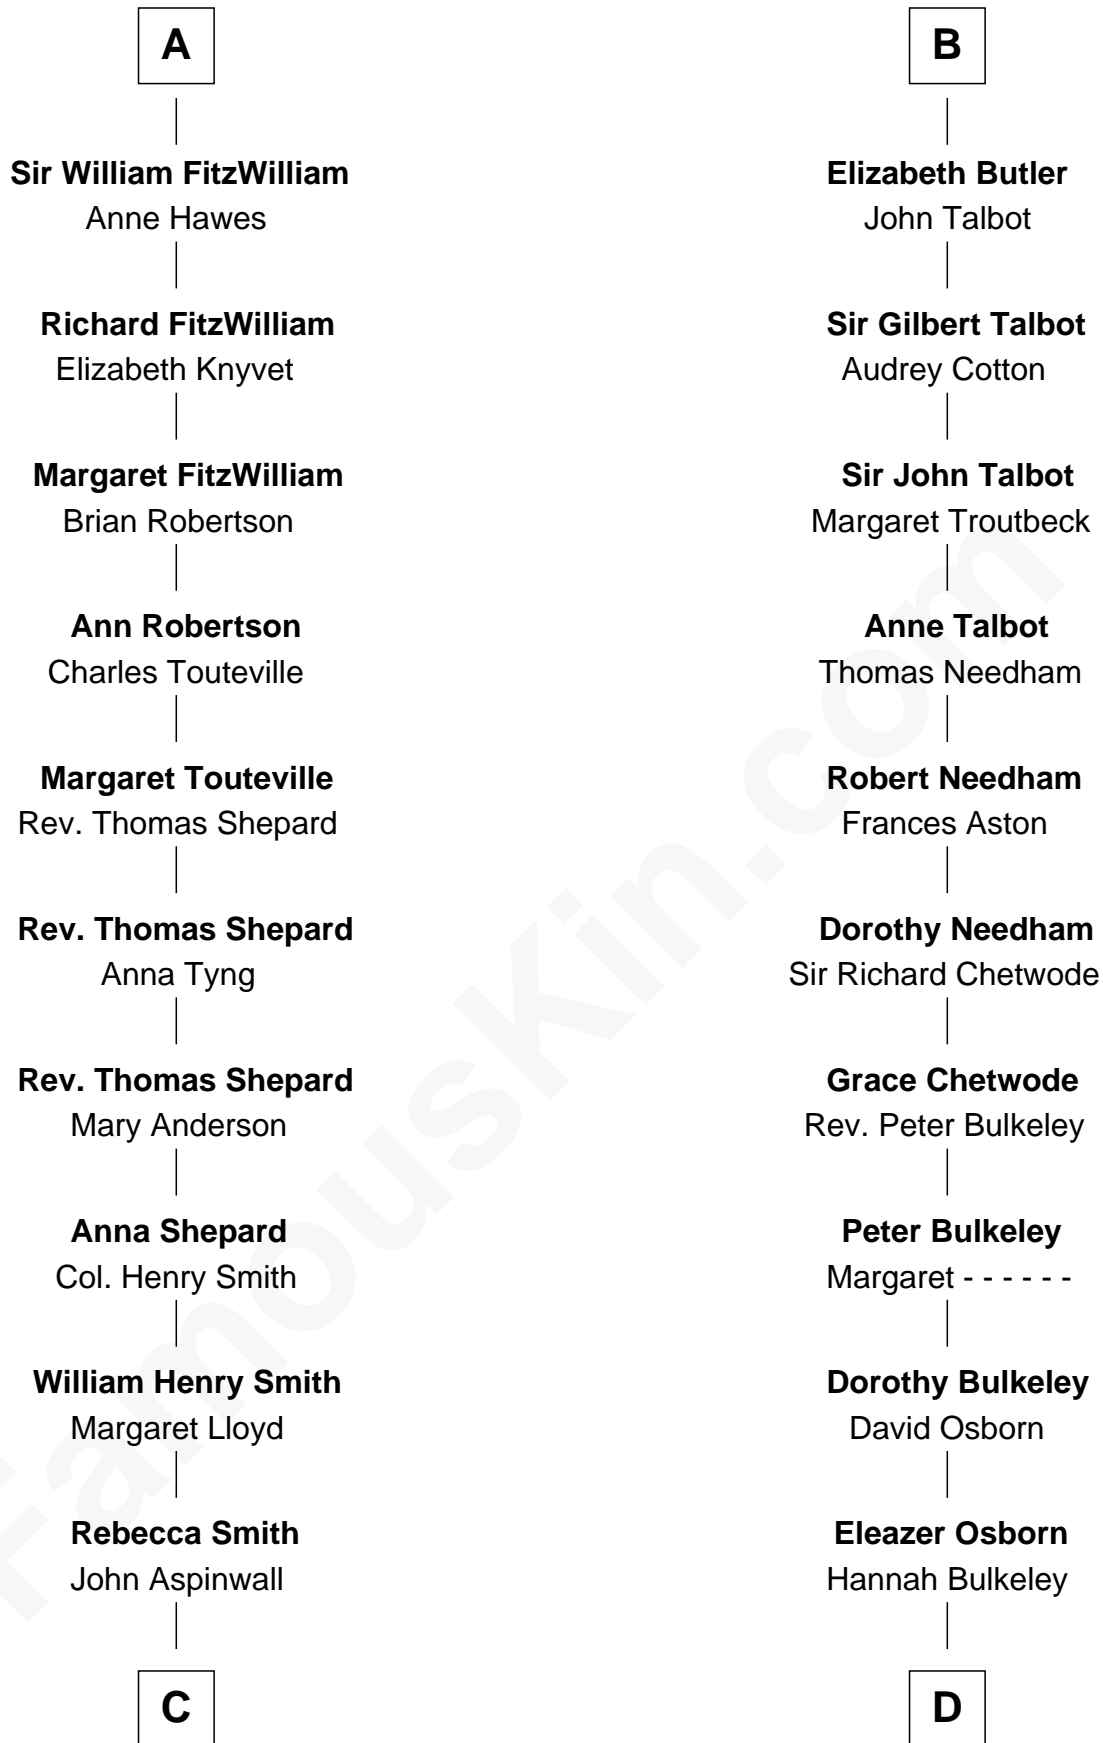 A
Sir William FitzWilliam
Anne Hawes
Richard FitzWilliam
Elizabeth Knyvet
Margaret FitzWilliam
Brian Robertson
Ann Robertson
Charles Touteville
Margaret Touteville
Rev. Thomas Shepard
Rev. Thomas Shepard
Anna Tyng
Rev. Thomas Shepard
Mary Anderson
Anna Shepard
Col. Henry Smith
William Henry Smith
Margaret Lloyd
Rebecca Smith
John Aspinwall
C
B
Elizabeth Butler
John Talbot
Sir Gilbert Talbot
Audrey Cotton
Sir John Talbot
Margaret Troutbeck
Anne Talbot
Thomas Needham
Robert Needham
Frances Aston
Dorothy Needham
Sir Richard Chetwode
Grace Chetwode
Rev. Peter Bulkeley
Peter Bulkeley
Margaret - - - - - -
Dorothy Bulkeley
David Osborn
Eleazer Osborn
Hannah Bulkeley
D
FamousKin.com